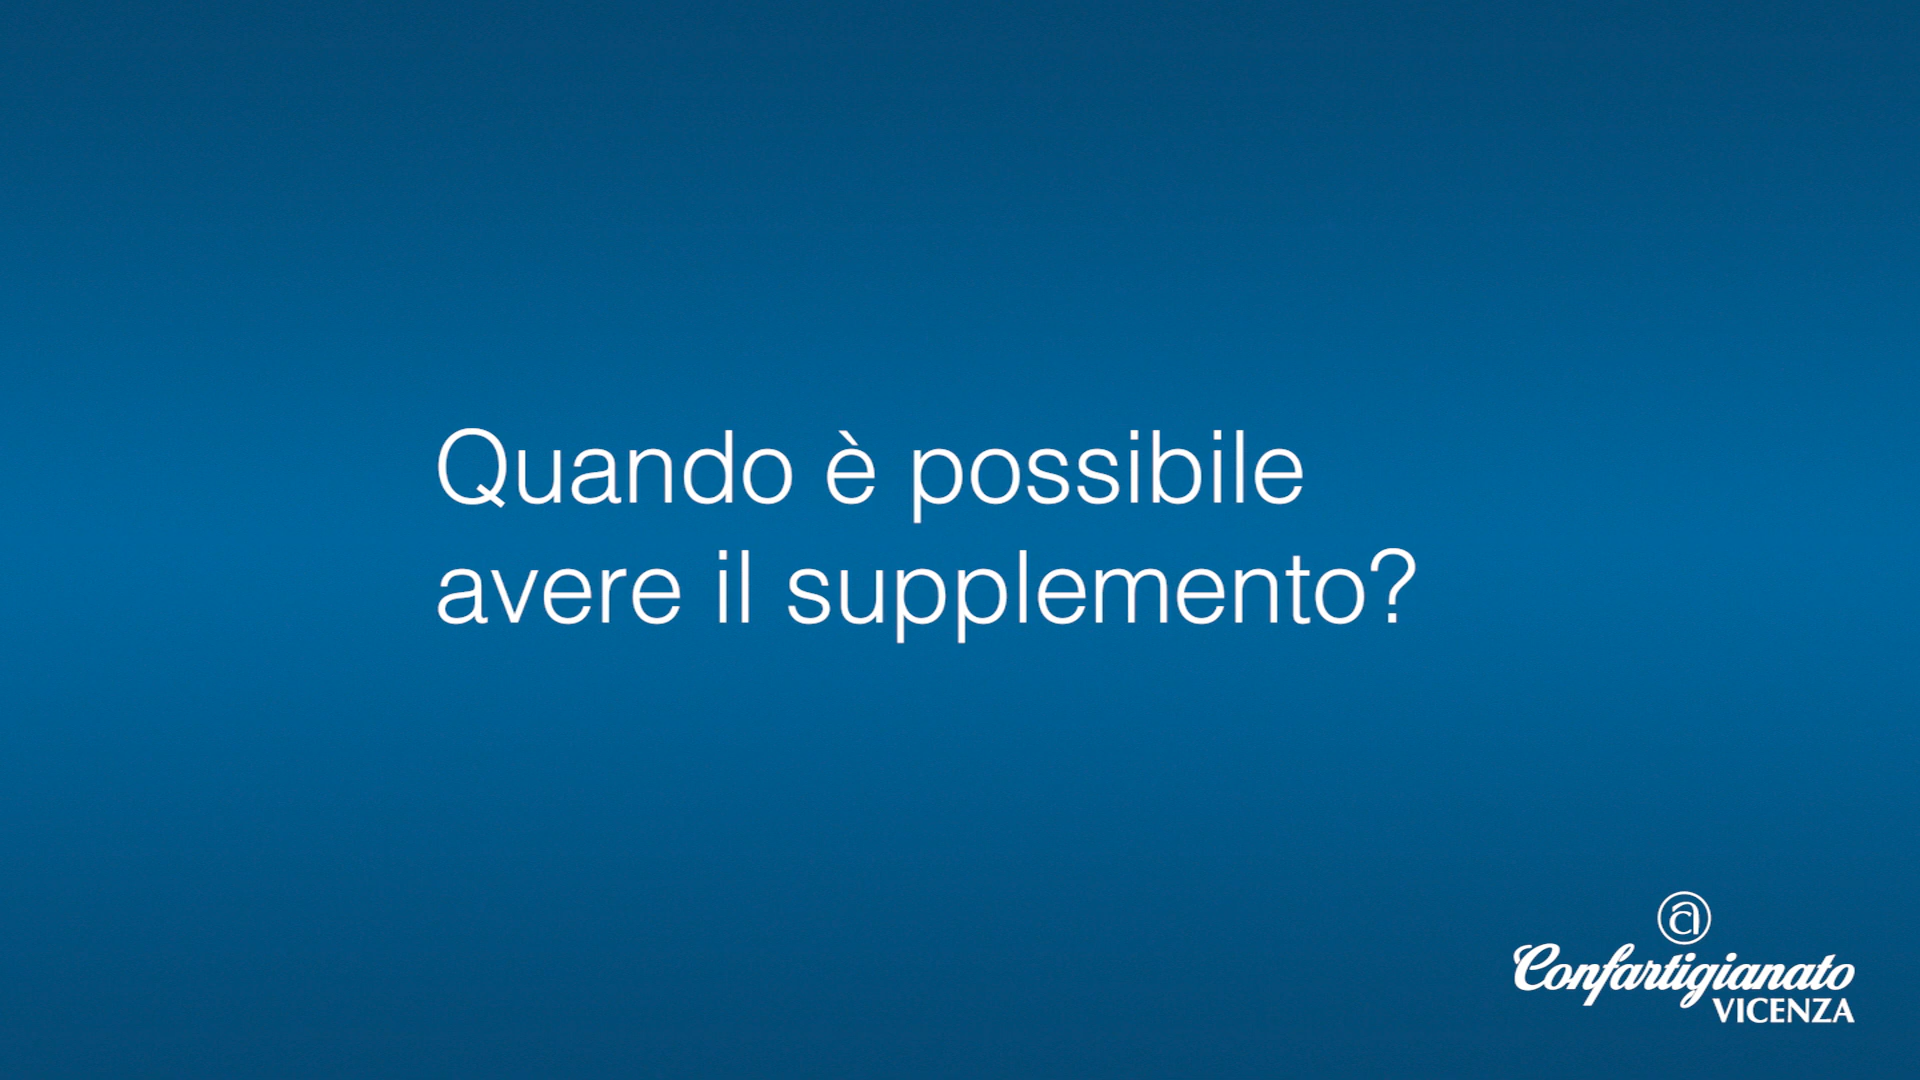 Quando è possibile
avere il supplemento?
Confartigianato
VICENZA